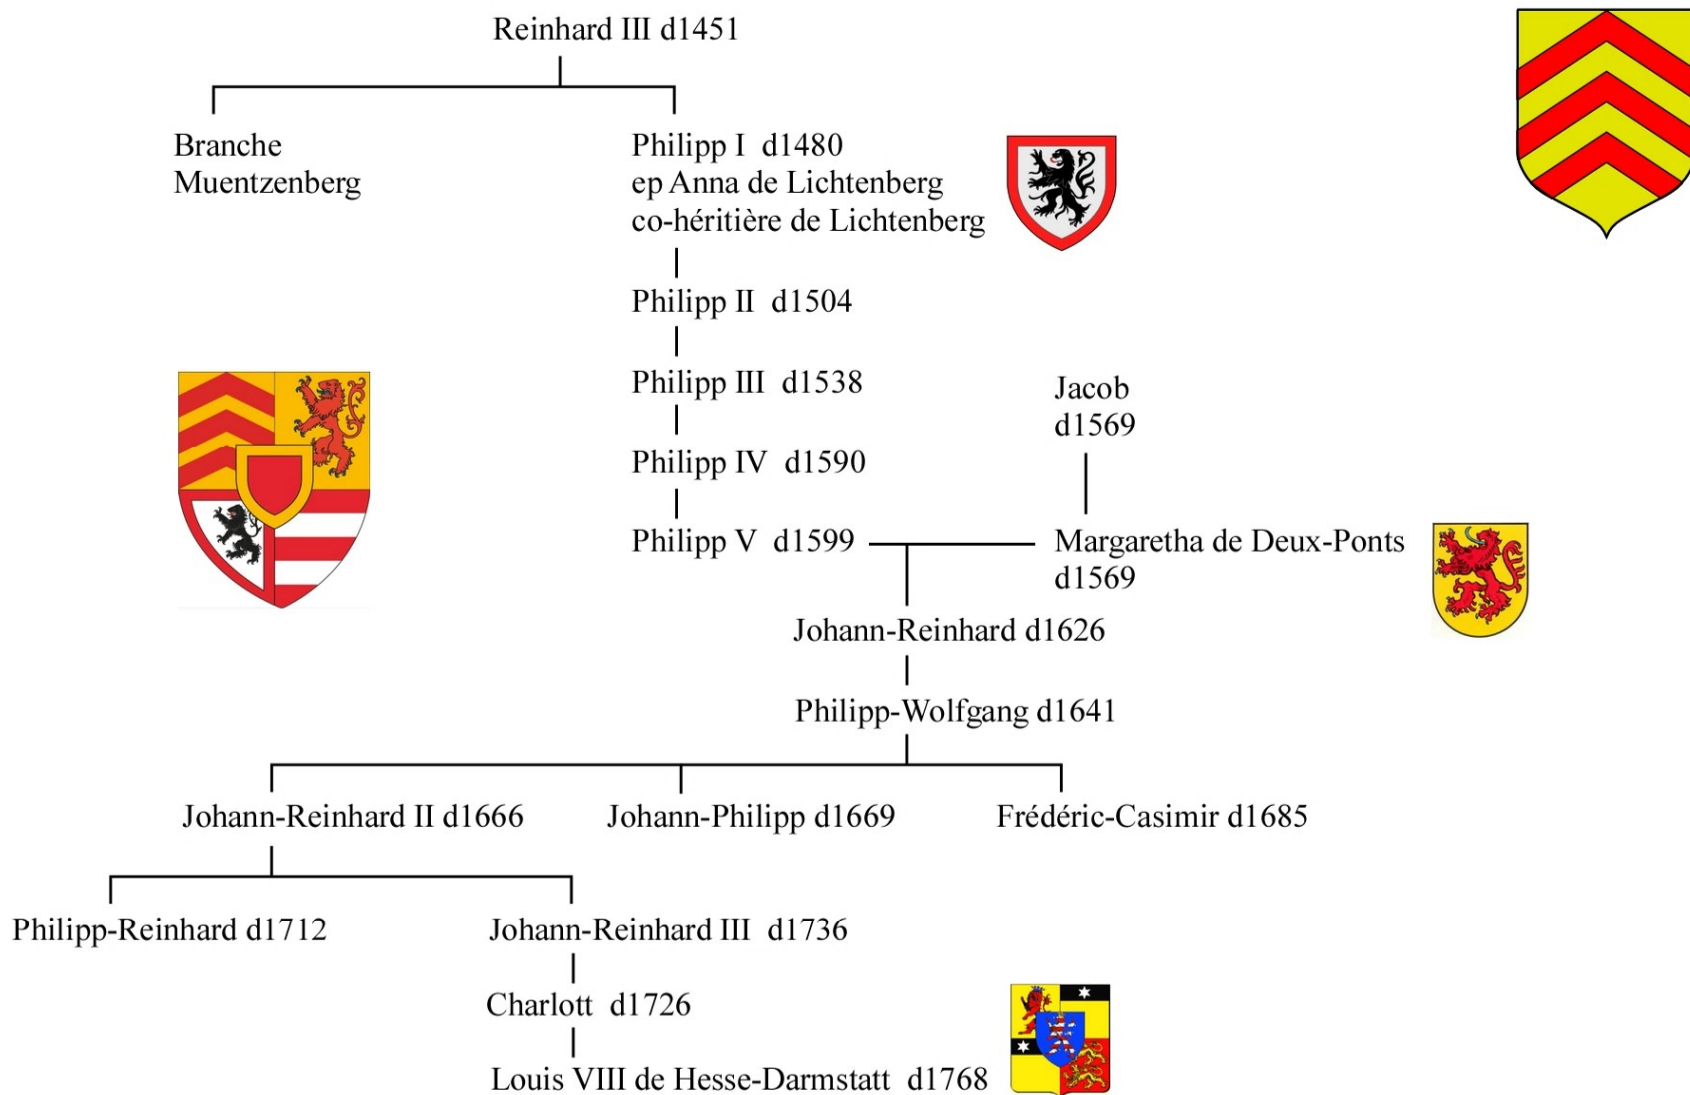 Reinhard III d1451
Branche
Muentzenberg
Philipp I  d1480
ep Anna de Lichtenberg
co-héritière de Lichtenberg
Philipp II  d1504
Philipp III  d1538
Jacob
d1569
Philipp IV  d1590
Philipp V  d1599
Margaretha de Deux-Ponts
d1569
Johann-Reinhard d1626
Philipp-Wolfgang d1641
Johann-Reinhard II d1666
Johann-Philipp d1669
Frédéric-Casimir d1685
Philipp-Reinhard d1712
Johann-Reinhard III  d1736
Charlott  d1726
Louis VIII de Hesse-Darmstatt  d1768